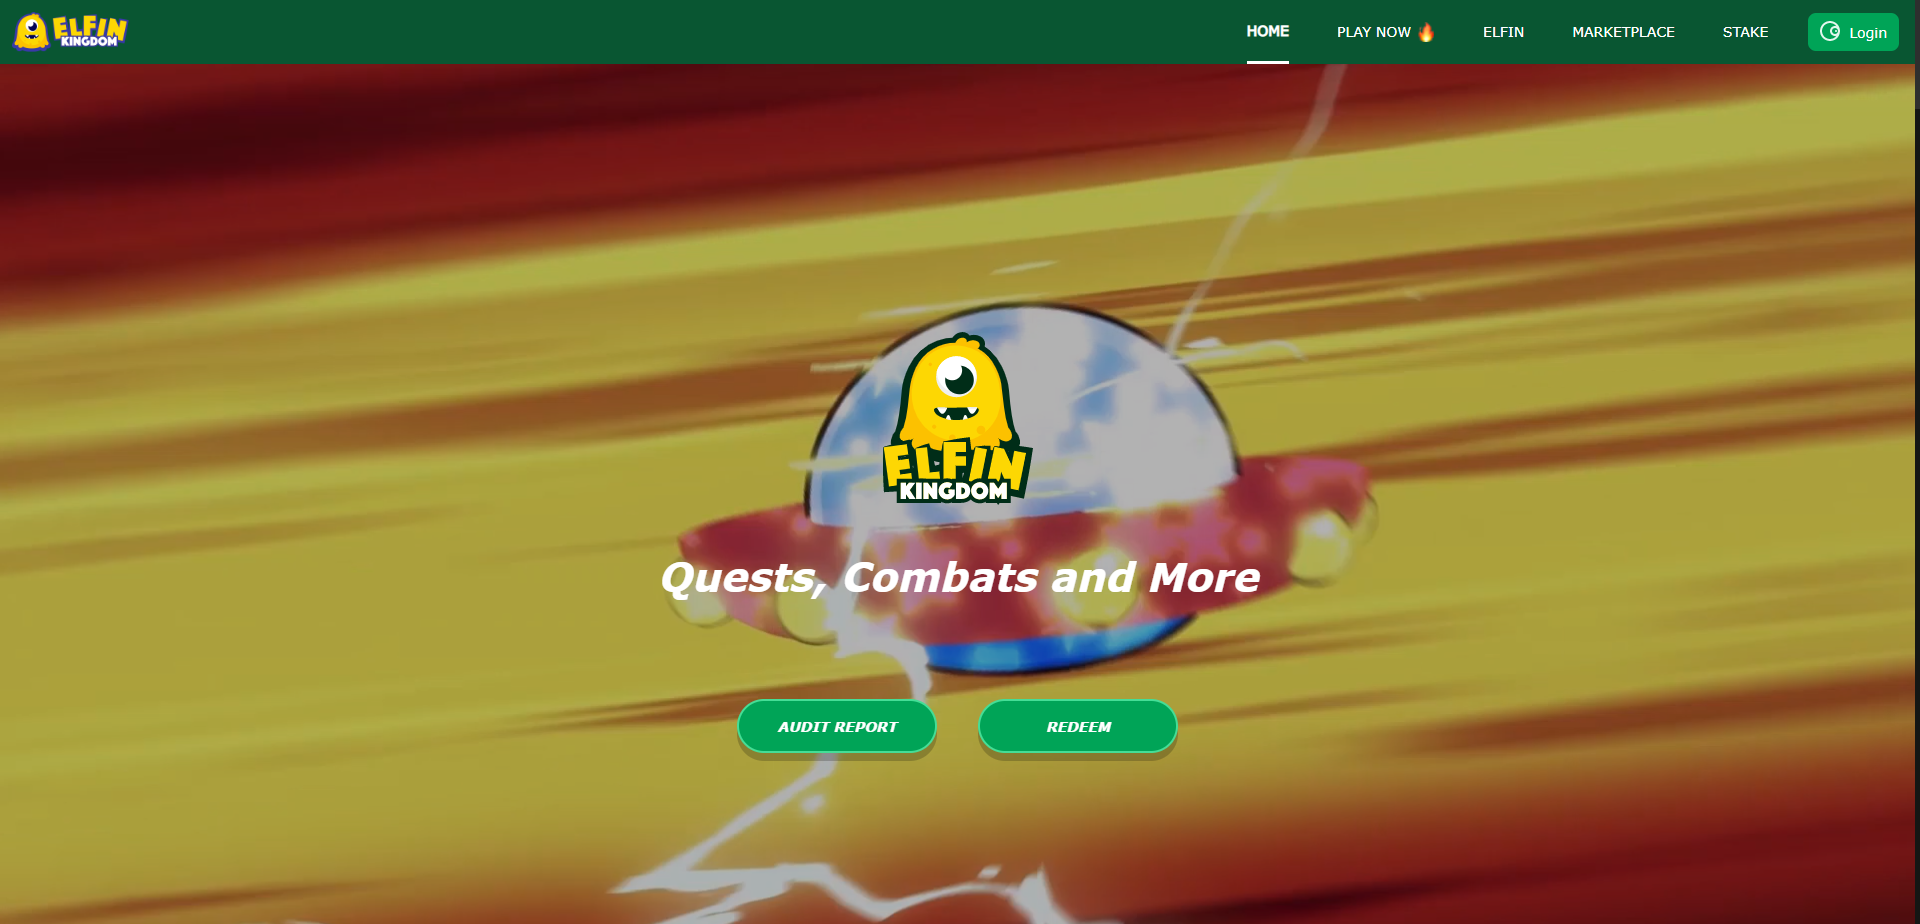 ELFIN
KINGDOM
HOME
PLAY NOW 🔥
ELFIN
MARKETPLACE
STAKE
Login
ELFIN
KINGDOM
Quests, Combats and More
AUDIT REPORT
REDEEM